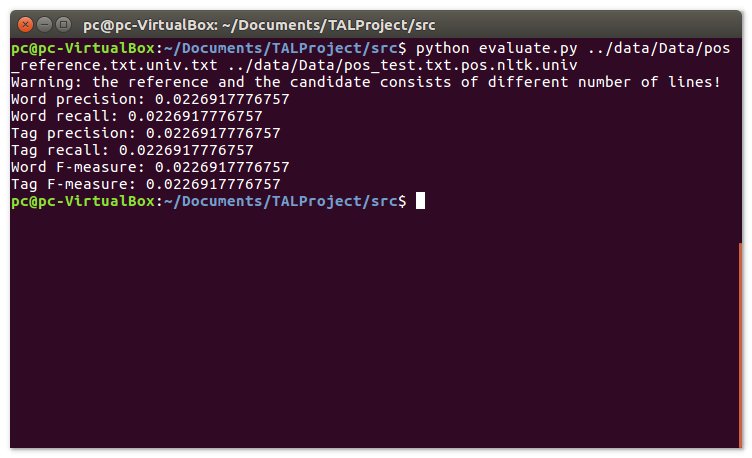 pc@pc-VirtualBox: ~/Documents/TALProject/src
pc@pc-VirtualBox:~/Documents/TALProject/src$ python evaluate.py ../data/Data/pos
_reference.txt.univ.txt ../data/Data/pos_test.txt.pos.nltk.univ
Warning: the reference and the candidate consists of different number of lines!
Word precision: 0.0226917776757
Word recall: 0.0226917776757
Tag precision: 0.0226917776757
Tag recall: 0.0226917776757
Word F-measure: 0.0226917776757
Tag F-measure: 0.0226917776757
pc@pc-VirtualBox:~/Documents/TALProject/src$